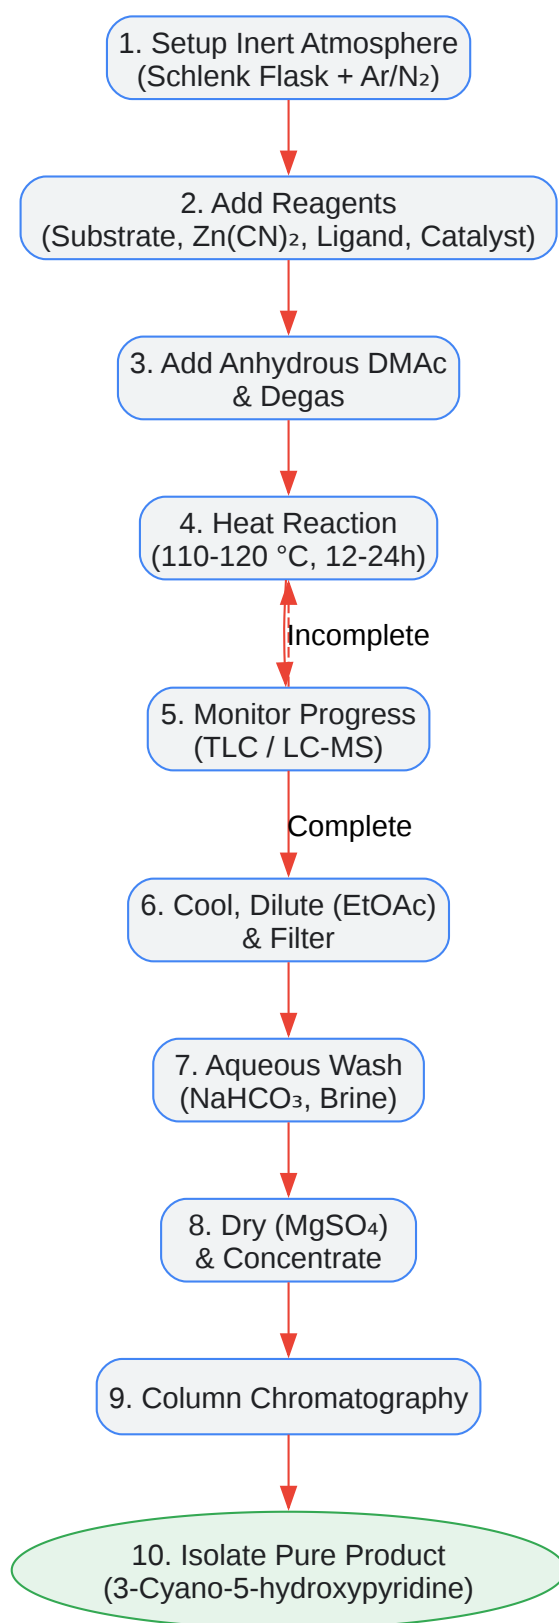 1. Setup Inert Atmosphere
(Schlenk Flask + Ar/N₂)
2. Add Reagents
(Substrate, Zn(CN)₂, Ligand, Catalyst)
3. Add Anhydrous DMAc
& Degas
4. Heat Reaction
(110-120 °C, 12-24h)
Incomplete
5. Monitor Progress
(TLC / LC-MS)
Complete
6. Cool, Dilute (EtOAc)
& Filter
7. Aqueous Wash
(NaHCO₃, Brine)
8. Dry (MgSO₄)
& Concentrate
9. Column Chromatography
10. Isolate Pure Product
(3-Cyano-5-hydroxypyridine)